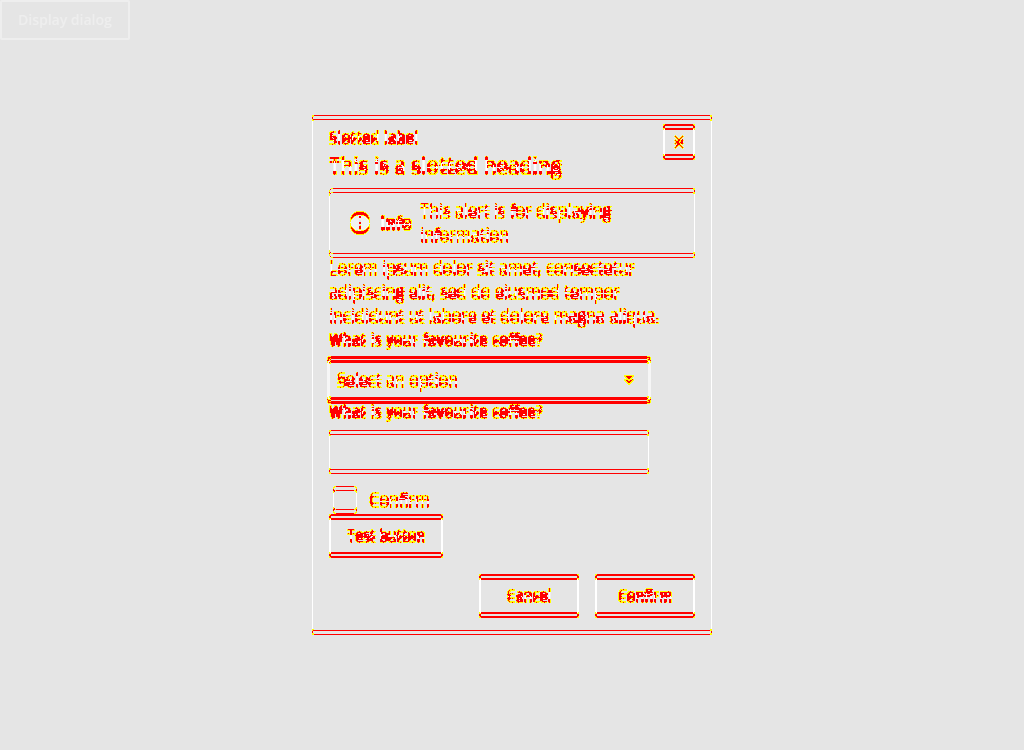 Display dialog
Slotted label
This is a slotted heading
Info
This alert is for displaying
information
Lorem ipsum dolor sit amet, consectetur
adipiscing elit, sed do eiusmod tempor
incididunt ut labore et dolore magna aliqua.
What is your favourite coffee?
Select an option
What is your favourite coffee?
Confirm
Test button
Cancel
Confirm